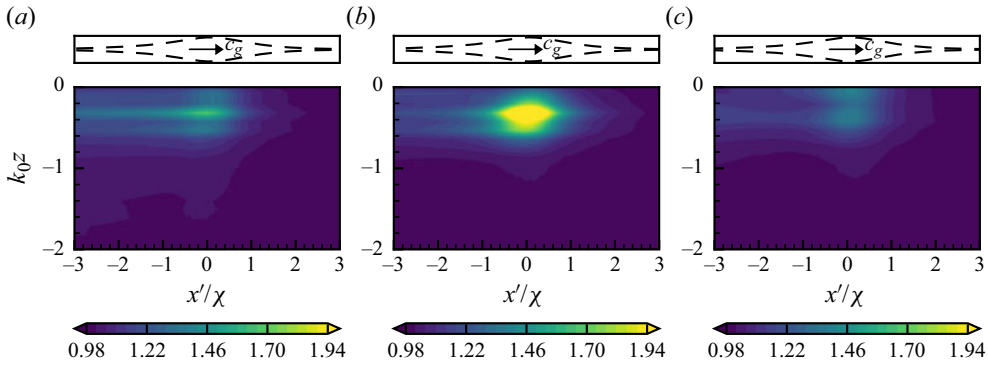 (a) (b) (c)
c_g c_g c_g
0 0 0
k₀z −1 −1 −1
−2 −2 −2
−3 −2 −1 0 1 2 3 −3 −2 −1 0 1 2 3 −3 −2 −1 0 1 2 3
x′/χ x′/χ x′/χ
0.98 1.22 1.46 1.70 1.94 0.98 1.22 1.46 1.70 1.94 0.98 1.22 1.46 1.70 1.94